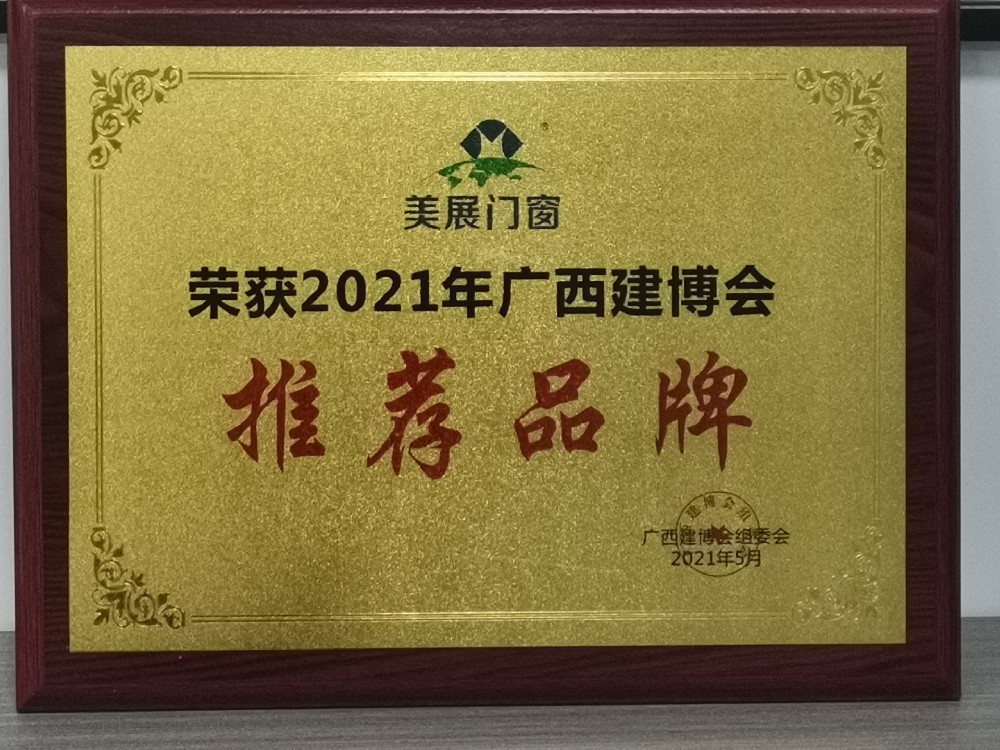 美展门窗
荣获2021年广西建博会
推荐品牌
广西建博会组委会
2021年5月